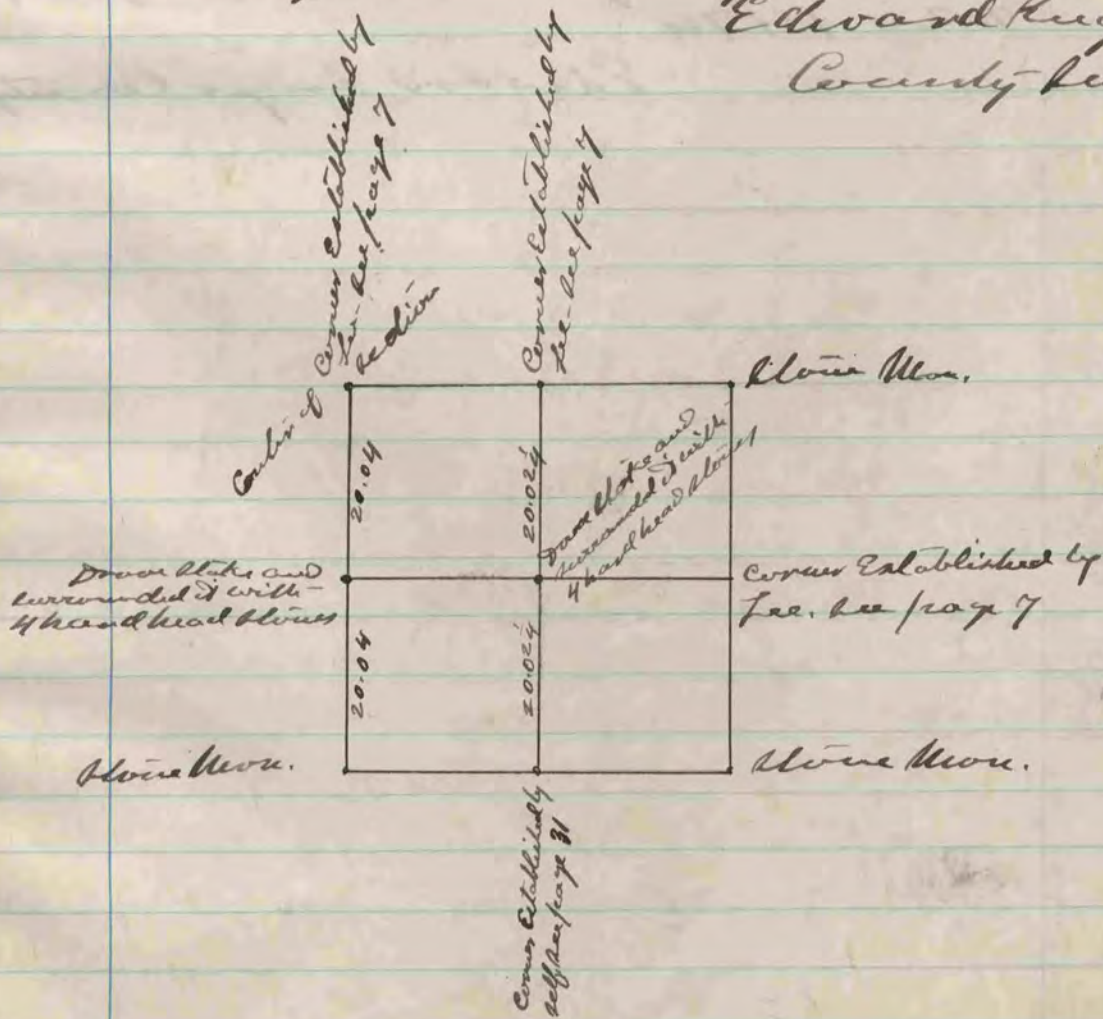 Edward
County
Corner Established by
Lee - See page 7
Corner Established by
Lee - See page 7
Center of
Section
Stone Mon.
20.04
20.02½
Drove Stake and
surrounded it with
4 hand head stones
Drove Stake and
surrounded it with
4 hand head stones
Corner Established by
Lee. See page 7
20.04
20.02½
Stone Mon.
Stone Mon.
Corner Established by
self see page 31